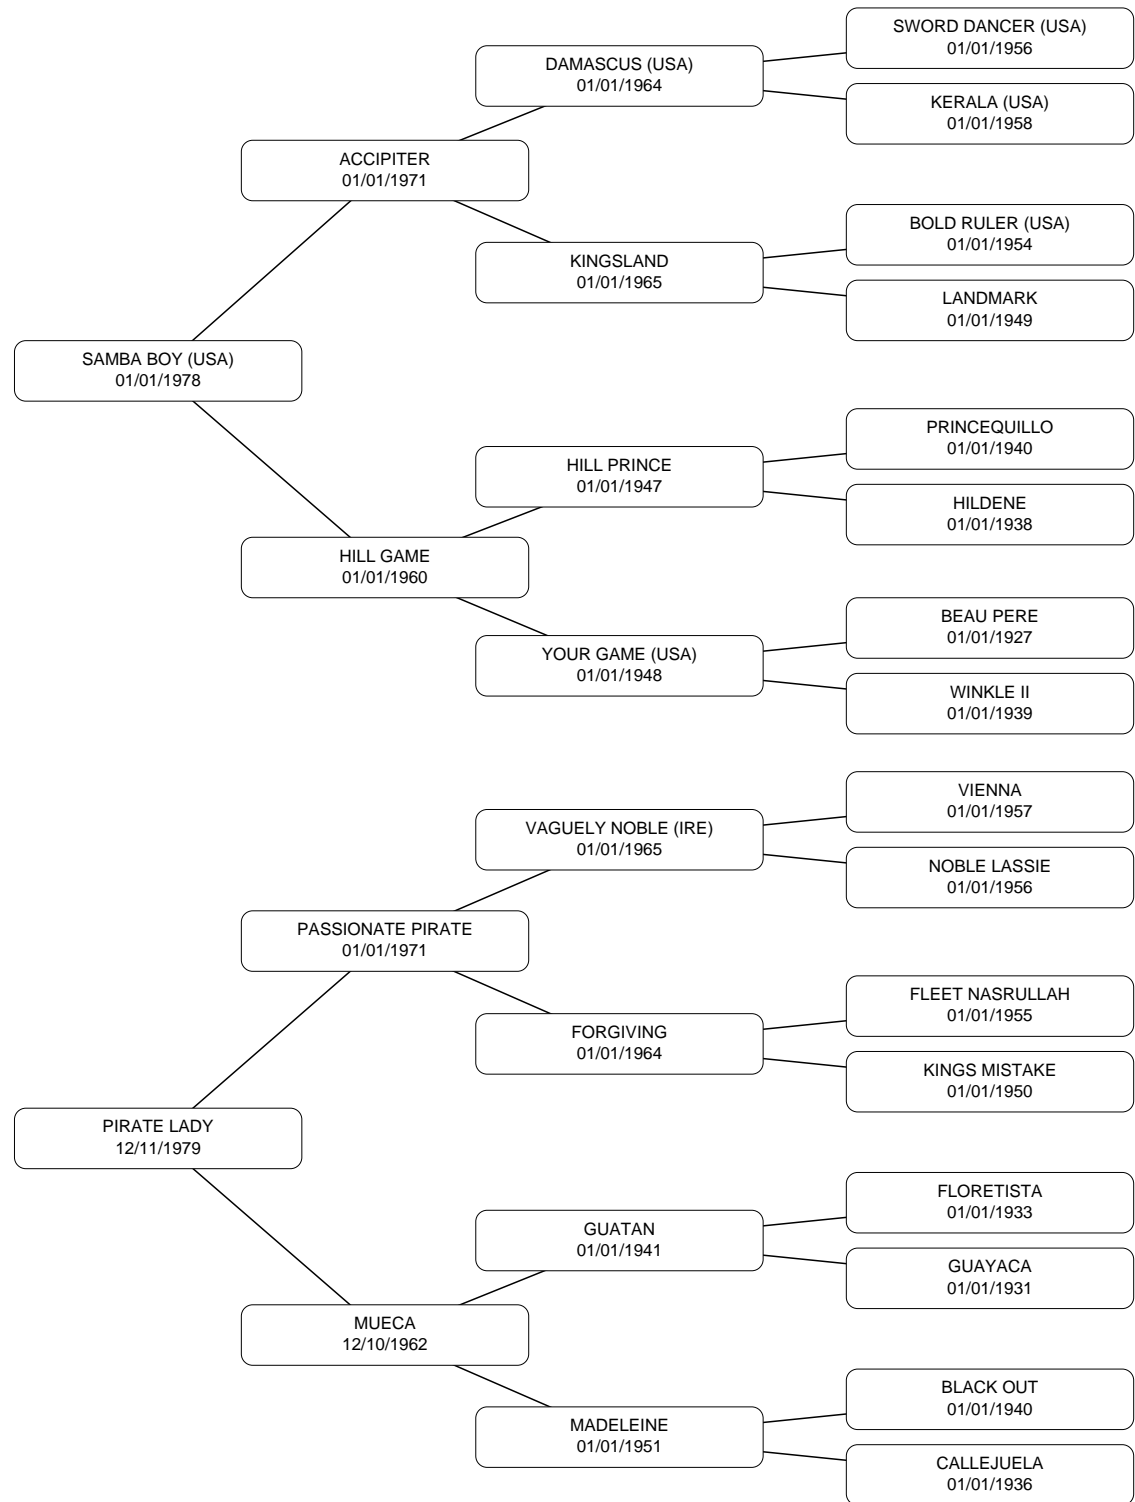 SWORD DANCER (USA)
01/01/1956
DAMASCUS (USA)
01/01/1964
KERALA (USA)
01/01/1958
ACCIPITER
01/01/1971
BOLD RULER (USA)
01/01/1954
KINGSLAND
01/01/1965
LANDMARK
01/01/1949
SAMBA BOY (USA)
01/01/1978
PRINCEQUILLO
01/01/1940
HILL PRINCE
01/01/1947
HILDENE
01/01/1938
HILL GAME
01/01/1960
BEAU PERE
01/01/1927
YOUR GAME (USA)
01/01/1948
WINKLE II
01/01/1939
VIENNA
01/01/1957
VAGUELY NOBLE (IRE)
01/01/1965
NOBLE LASSIE
01/01/1956
PASSIONATE PIRATE
01/01/1971
FLEET NASRULLAH
01/01/1955
FORGIVING
01/01/1964
KINGS MISTAKE
01/01/1950
PIRATE LADY
12/11/1979
FLORETISTA
01/01/1933
GUATAN
01/01/1941
GUAYACA
01/01/1931
MUECA
12/10/1962
BLACK OUT
01/01/1940
MADELEINE
01/01/1951
CALLEJUELA
01/01/1936